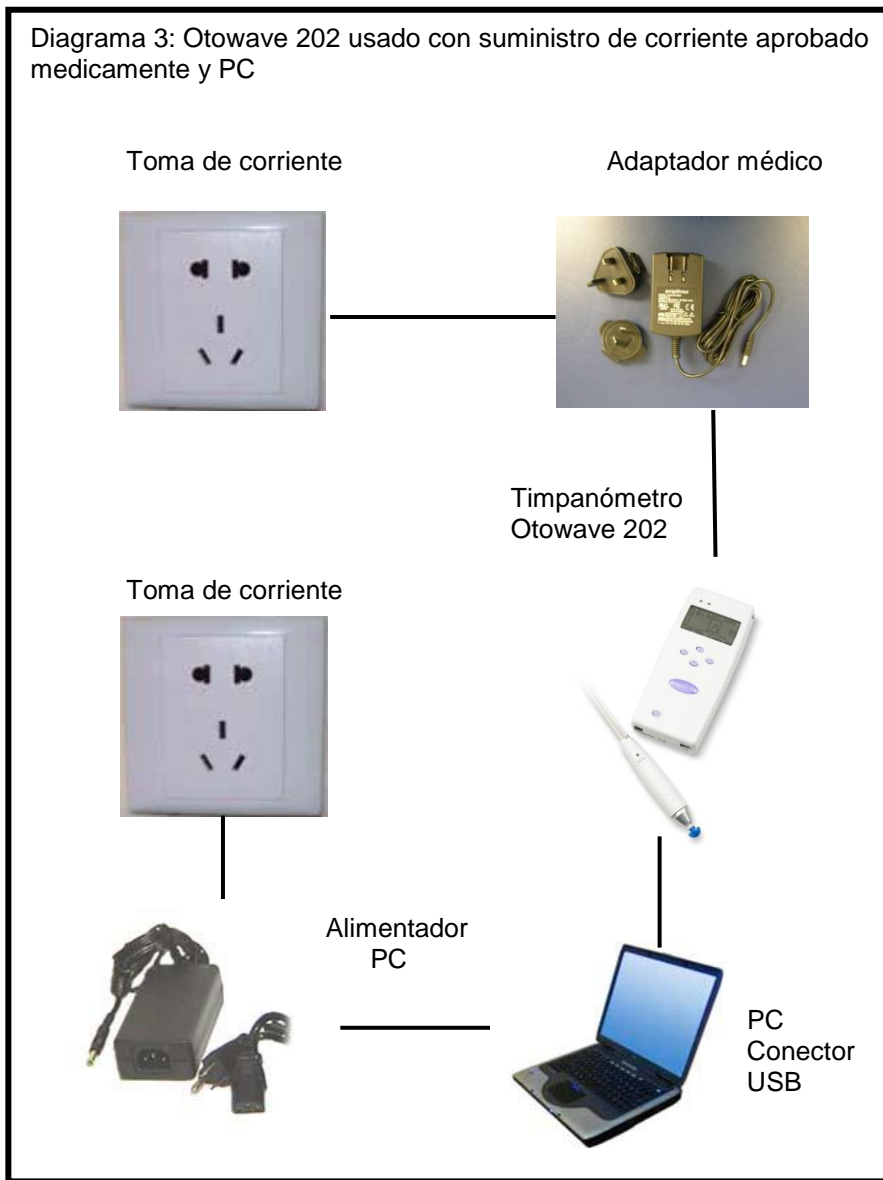 Diagrama 3: Otowave 202 usado con suministro de corriente aprobado
medicamente y PC
Toma de corriente
Adaptador médico
Timpanómetro
Otowave 202
Toma de corriente
Alimentador
PC
PC
Conector
USB